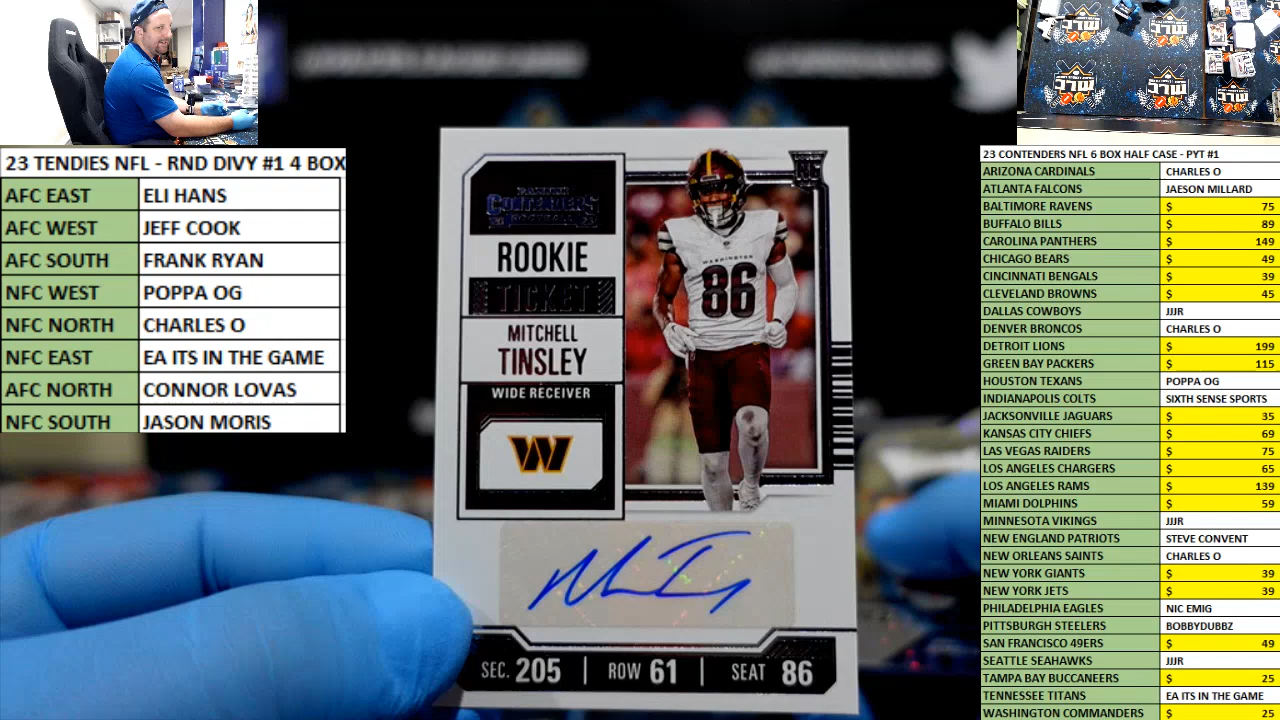 23 TENDIES NFL - RND DIVY #1 4 BOX
AFC EAST ELI HANS
AFC WEST JEFF COOK
AFC SOUTH FRANK RYAN
NFC WEST POPPA OG
NFC NORTH CHARLES O
NFC EAST EA ITS IN THE GAME
AFC NORTH CONNOR LOVAS
NFC SOUTH JASON MORIS
PANINI
CONTENDERS
FOOTBALL
ROOKIE
TICKET
MITCHELL
TINSLEY
WIDE RECEIVER
W
WASHINGTON
86
SEC. 205 | ROW 61 | SEAT 86
23 CONTENDERS NFL 6 BOX HALF CASE - PYT #1
ARIZONA CARDINALS CHARLES O
ATLANTA FALCONS JAESON MILLARD
BALTIMORE RAVENS $ 75
BUFFALO BILLS $ 89
CAROLINA PANTHERS $ 149
CHICAGO BEARS $ 49
CINCINNATI BENGALS $ 39
CLEVELAND BROWNS $ 45
DALLAS COWBOYS JJJR
DENVER BRONCOS CHARLES O
DETROIT LIONS $ 199
GREEN BAY PACKERS $ 115
HOUSTON TEXANS POPPA OG
INDIANAPOLIS COLTS SIXTH SENSE SPORTS
JACKSONVILLE JAGUARS $ 35
KANSAS CITY CHIEFS $ 69
LAS VEGAS RAIDERS $ 75
LOS ANGELES CHARGERS $ 65
LOS ANGELES RAMS $ 139
MIAMI DOLPHINS $ 59
MINNESOTA VIKINGS JJJR
NEW ENGLAND PATRIOTS STEVE CONVENT
NEW ORLEANS SAINTS CHARLES O
NEW YORK GIANTS $ 39
NEW YORK JETS $ 39
PHILADELPHIA EAGLES NIC EMIG
PITTSBURGH STEELERS BOBBYDUBBZ
SAN FRANCISCO 49ERS $ 49
SEATTLE SEAHAWKS JJJR
TAMPA BAY BUCCANEERS $ 25
TENNESSEE TITANS EA ITS IN THE GAME
WASHINGTON COMMANDERS $ 25